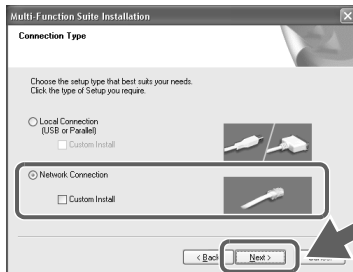 Multi-Function Suite Installation
Connection Type
Choose the setup type that best suits your needs.
Click the type of Setup you require.
Local Connection
(USB or Parallel)
Custom Install
Network Connection
Custom Install
< Back
Next >